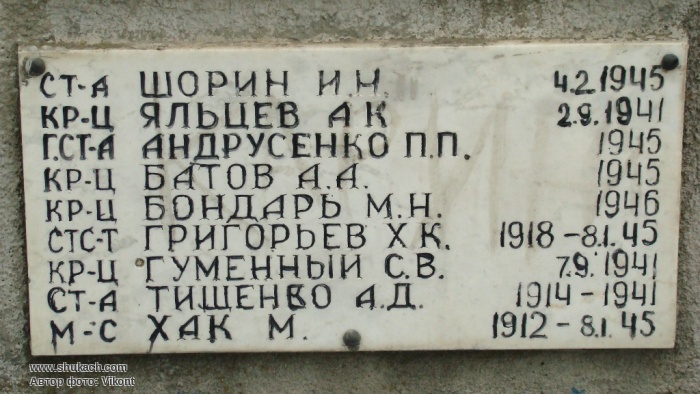 СТ-А ШОРИН И.Н. 4.2.1945
КР-Ц ЯЛЬЦЕВ А К 2.9.1941
Г.СТ-А АНДРУСЕНКО П.П. 1945
КР-Ц БАТОВ А.А. 1945
КР-Ц БОНДАРЬ М.Н. 1946
СТС-Т ГРИГОРЬЕВ Х К. 1918 - 8.1.45
КР-Ц ГУМЕННЫЙ С.В. 7.9.1941
СТ-А ТИЩЕНКО А.Д. 1914 - 1941
М-С ХАК М. 1912 - 8.1.45
www.shukach.com
Автор фото: Vikont